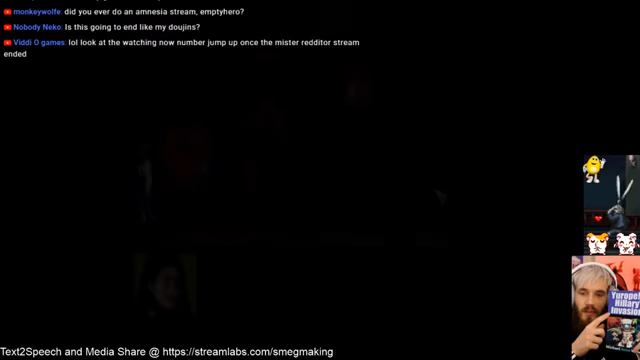 monkeywolfe: did you ever do an amnesia stream, emptyhero?
Nobody Neko: Is this going to end like my doujins?
Viddi O games: lol look at the watching now number jump up once the mister redditor stream
ended
Yurope!
Hillary
Invasion
Text2Speech and Media Share @ https://streamlabs.com/smegmaking